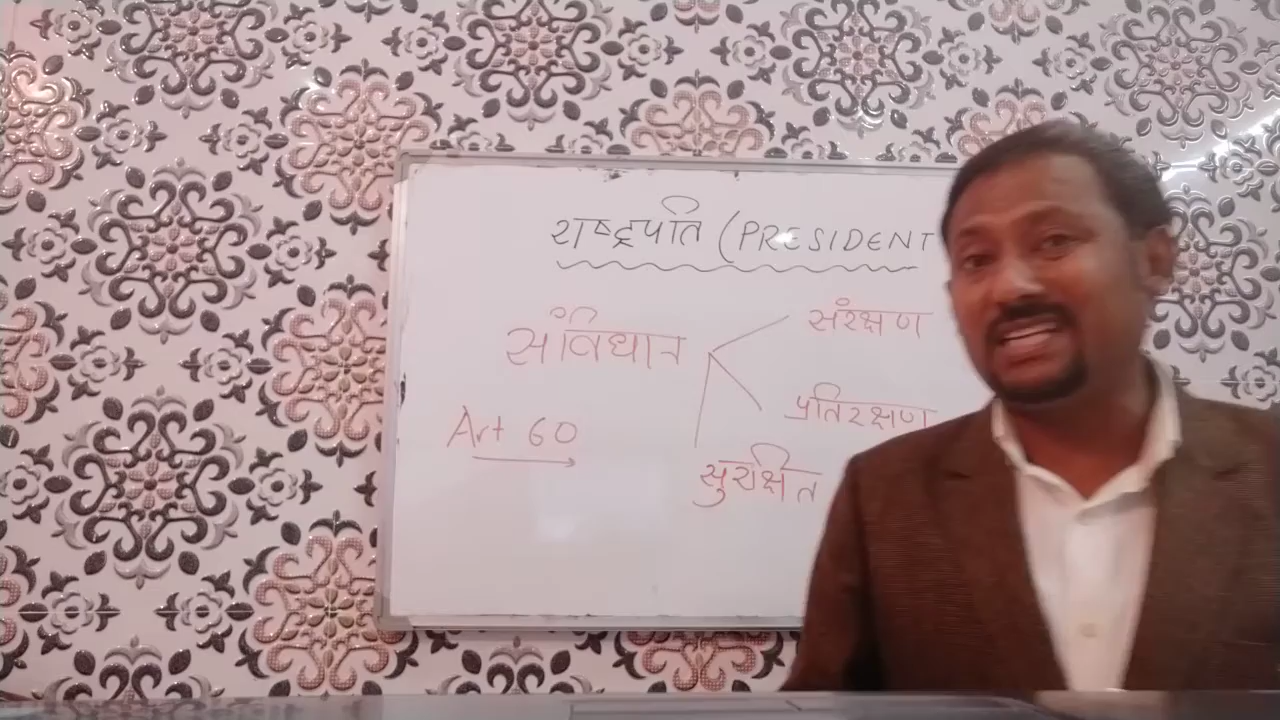 राष्ट्रपति (PRESIDENT
संविधान
संरक्षण
प्रतिरक्षण
Art 60
सुरक्षित